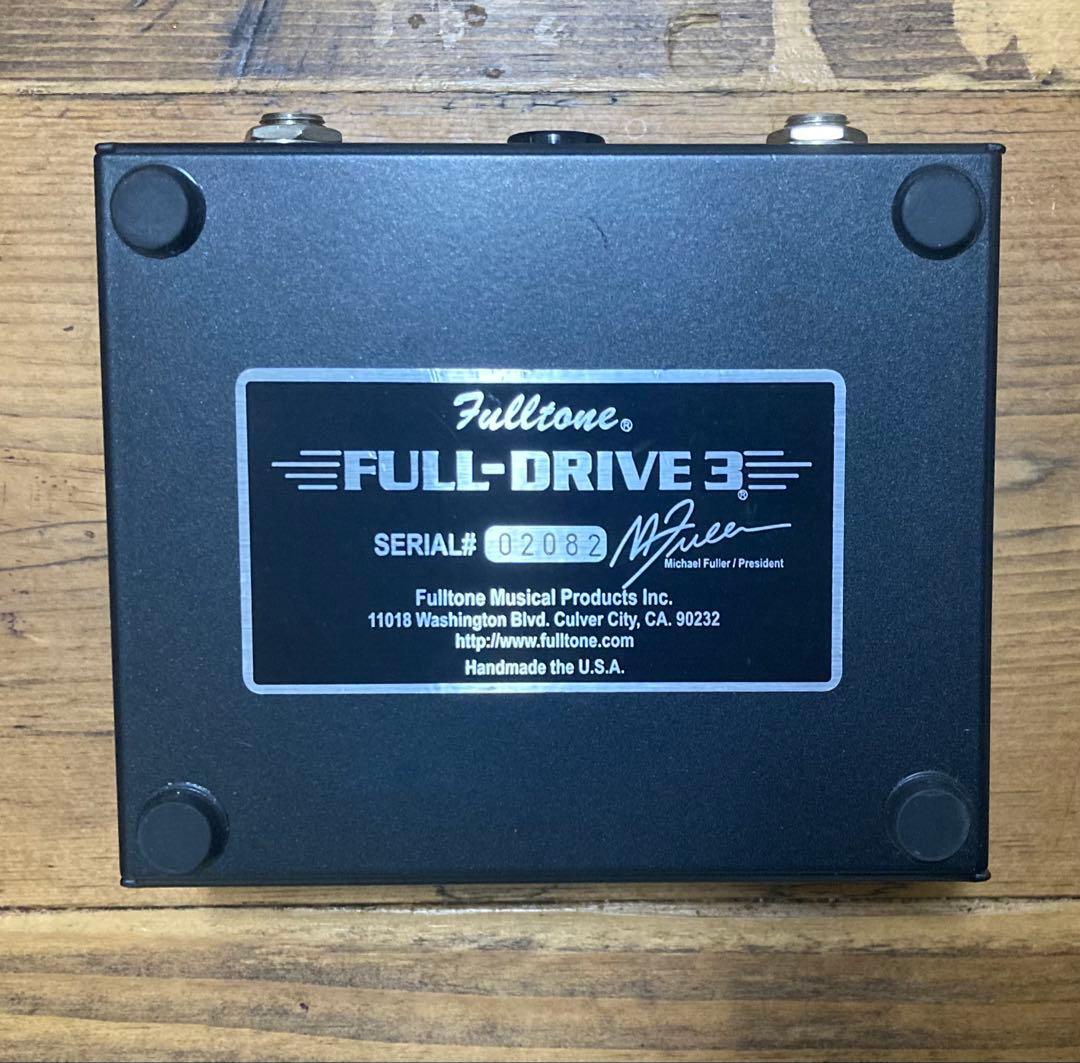 Fulltone®
FULL-DRIVE 3®
SERIAL# 02082 M Fuller
Michael Fuller / President
Fulltone Musical Products Inc.
11018 Washington Blvd. Culver City, CA. 90232
http://www.fulltone.com
Handmade the U.S.A.